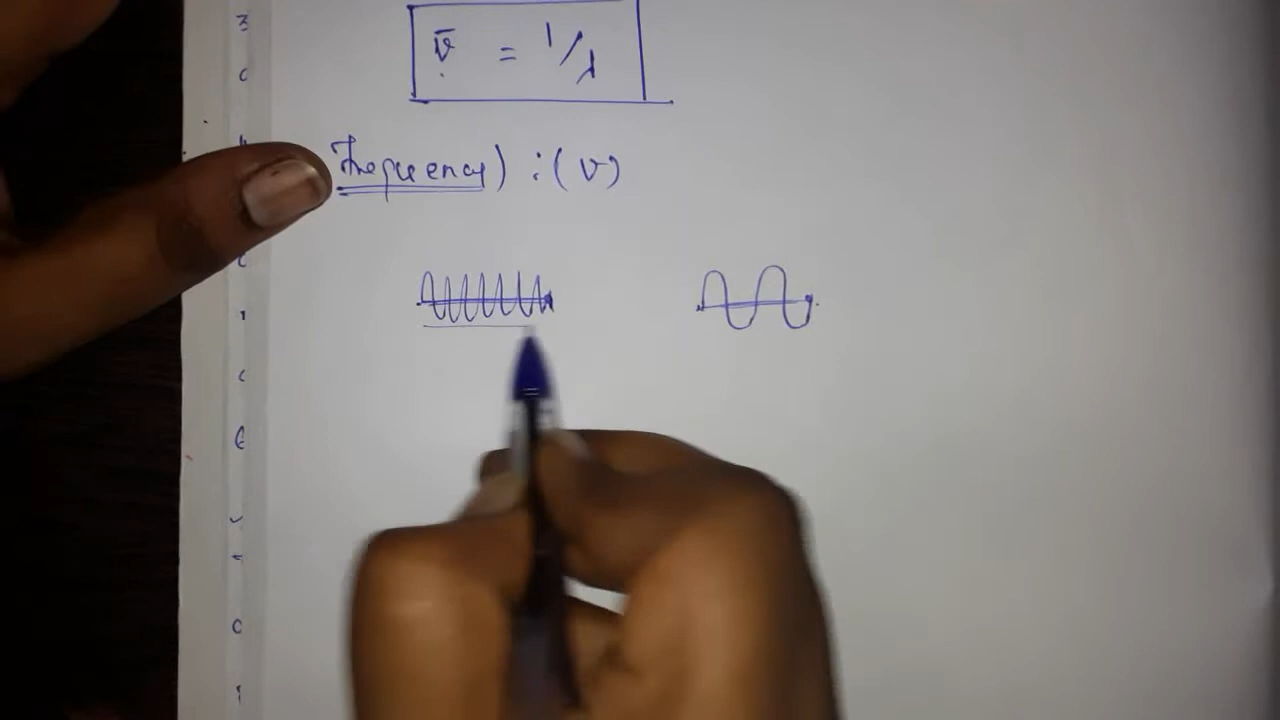 ν̄ = 1/λ
Frequency) : (ν)